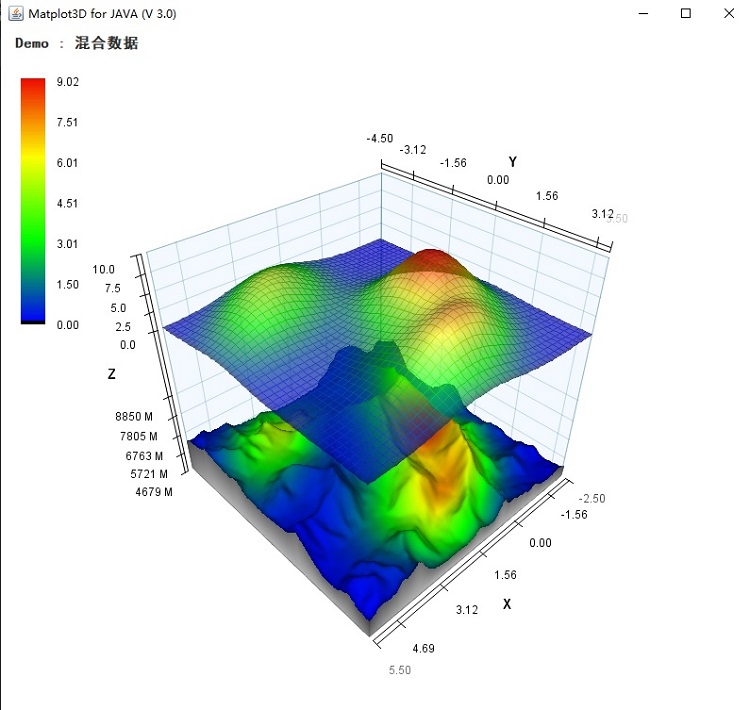 Matplot3D for JAVA (V 3.0)
Demo : 混合数据
9.02
7.51
6.01
4.51
3.01
1.50
0.00
-4.50
-3.12
-1.56
Y
0.00
1.56
3.12
3.50
10.0
7.5
5.0
2.5
0.0
Z
8850 M
7805 M
6763 M
5721 M
4679 M
-2.50
-1.56
0.00
1.56
X
3.12
4.69
5.50